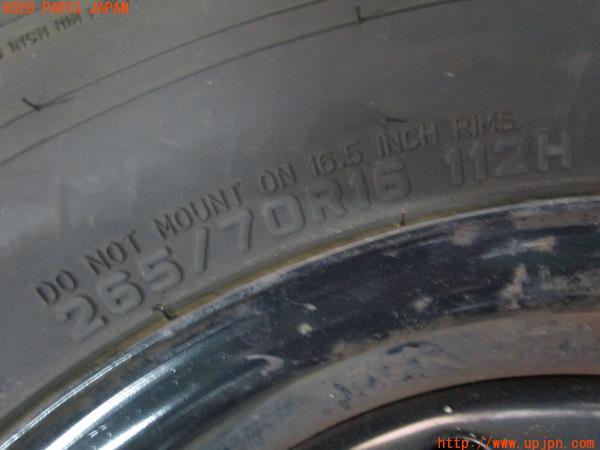 USED PARTS JAPAN
DO NOT MOUNT ON 16.5 INCH RIMS.
265/70R16 112H
http://www.upjpn.com